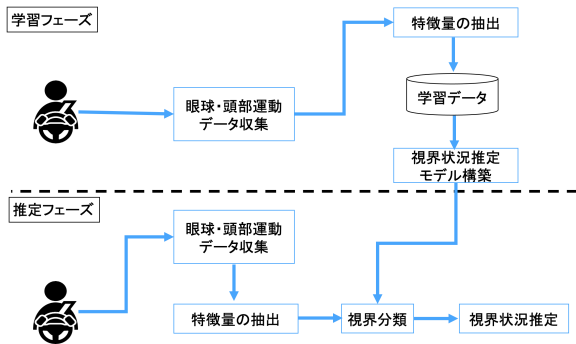 学習フェーズ
特徴量の抽出
眼球・頭部運動
データ収集
学習データ
視界状況推定
モデル構築
推定フェーズ
眼球・頭部運動
データ収集
特徴量の抽出
視界分類
視界状況推定